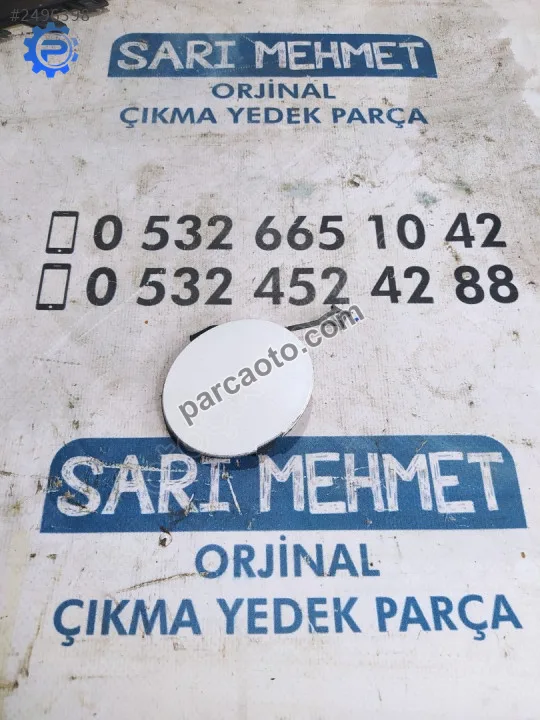 SARI MEHMET
ORJİNAL
ÇIKMA YEDEK PARÇA
0 532 665 10 42
0 532 452 42 88
parcaoto.com
SARI MEHMET
ORJİNAL
ÇIKMA YEDEK PARÇA